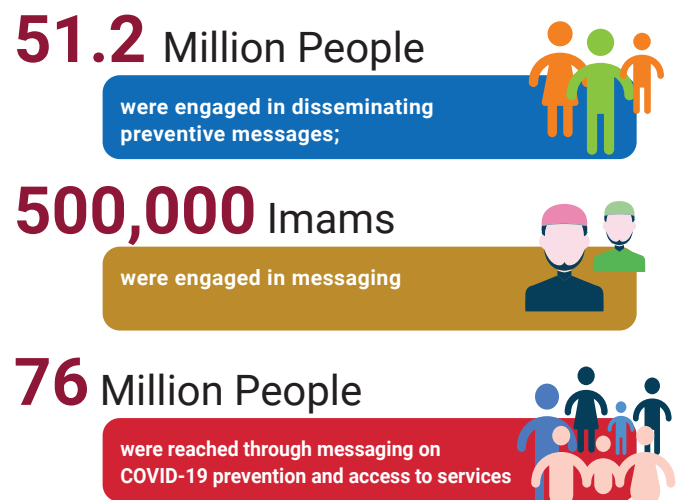 51.2 Million People
were engaged in disseminating
preventive messages;
500,000 Imams
were engaged in messaging
76 Million People
were reached through messaging on
COVID-19 prevention and access to services